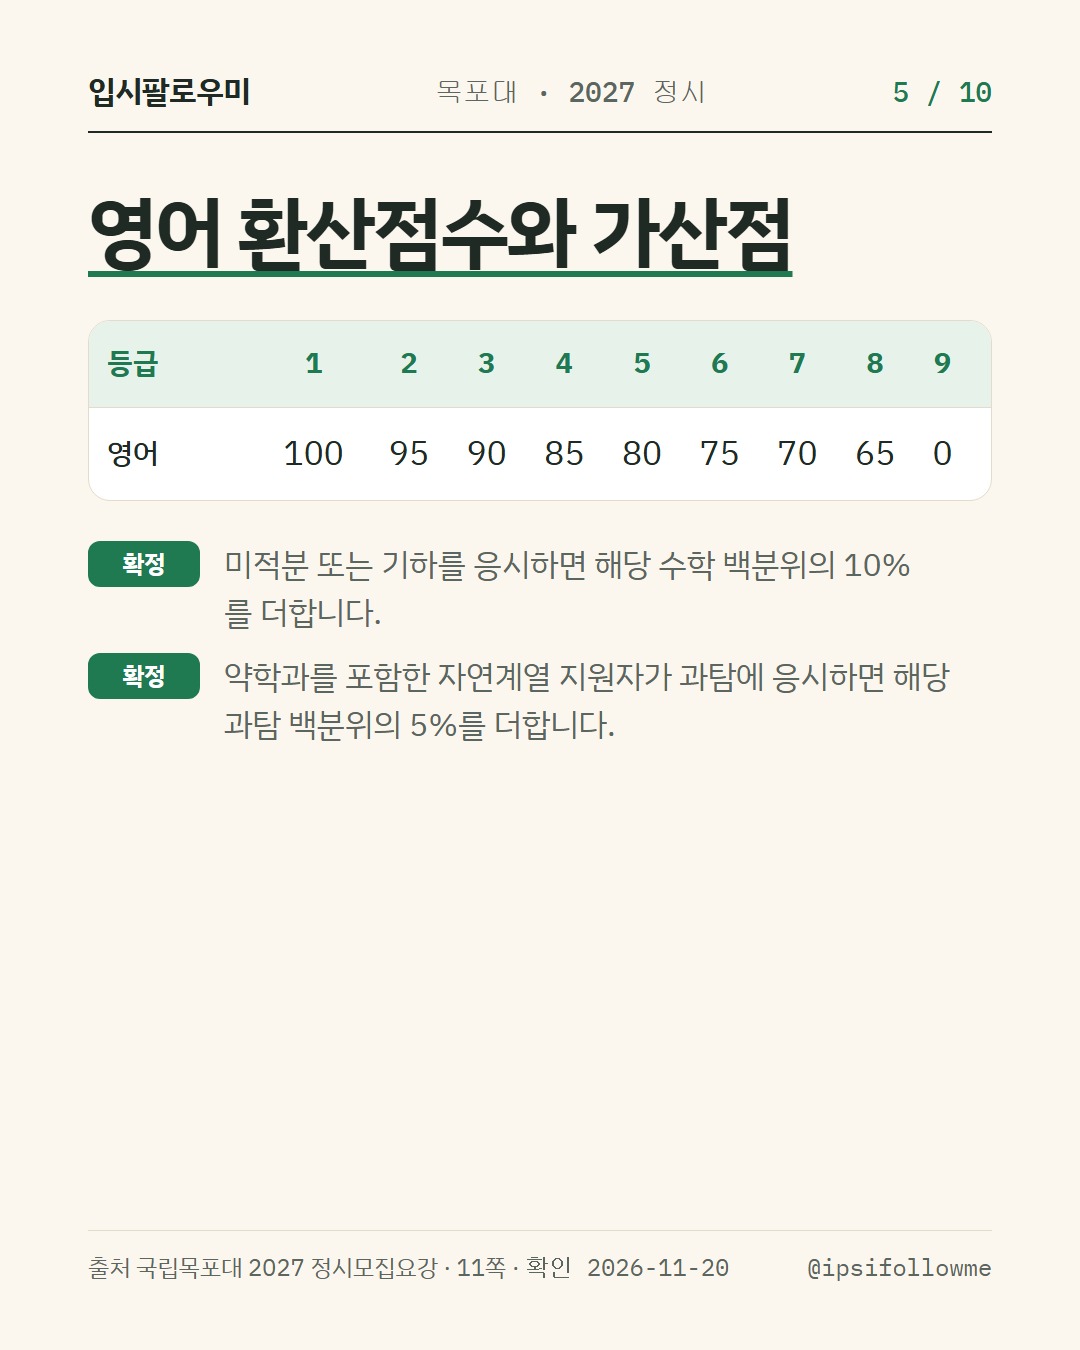 입시팔로우미 목포대 · 2027 정시 5 / 10
영어 환산점수와 가산점
등급 1 2 3 4 5 6 7 8 9
영어 100 95 90 85 80 75 70 65 0
확정 미적분 또는 기하를 응시하면 해당 수학 백분위의 10%
를 더합니다.
확정 약학과를 포함한 자연계열 지원자가 과탐에 응시하면 해당
과탐 백분위의 5%를 더합니다.
출처 국립목포대 2027 정시모집요강 · 11쪽 · 확인 2026-11-20 @ipsifollowme